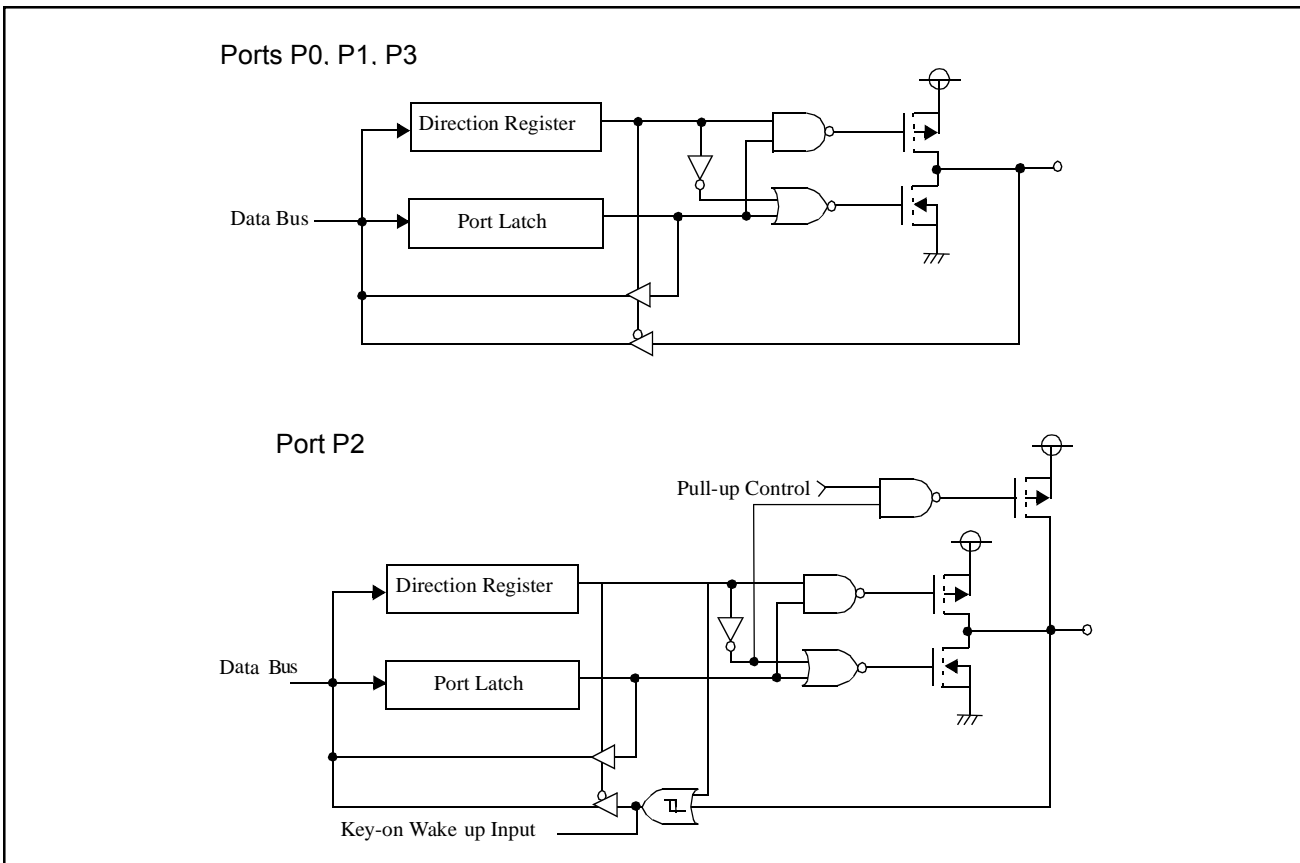 Ports P0, P1, P3
Direction Register
Data Bus
Port Latch
Port P2
Pull-up Control
Direction Register
Data Bus
Port Latch
Key-on Wake up Input